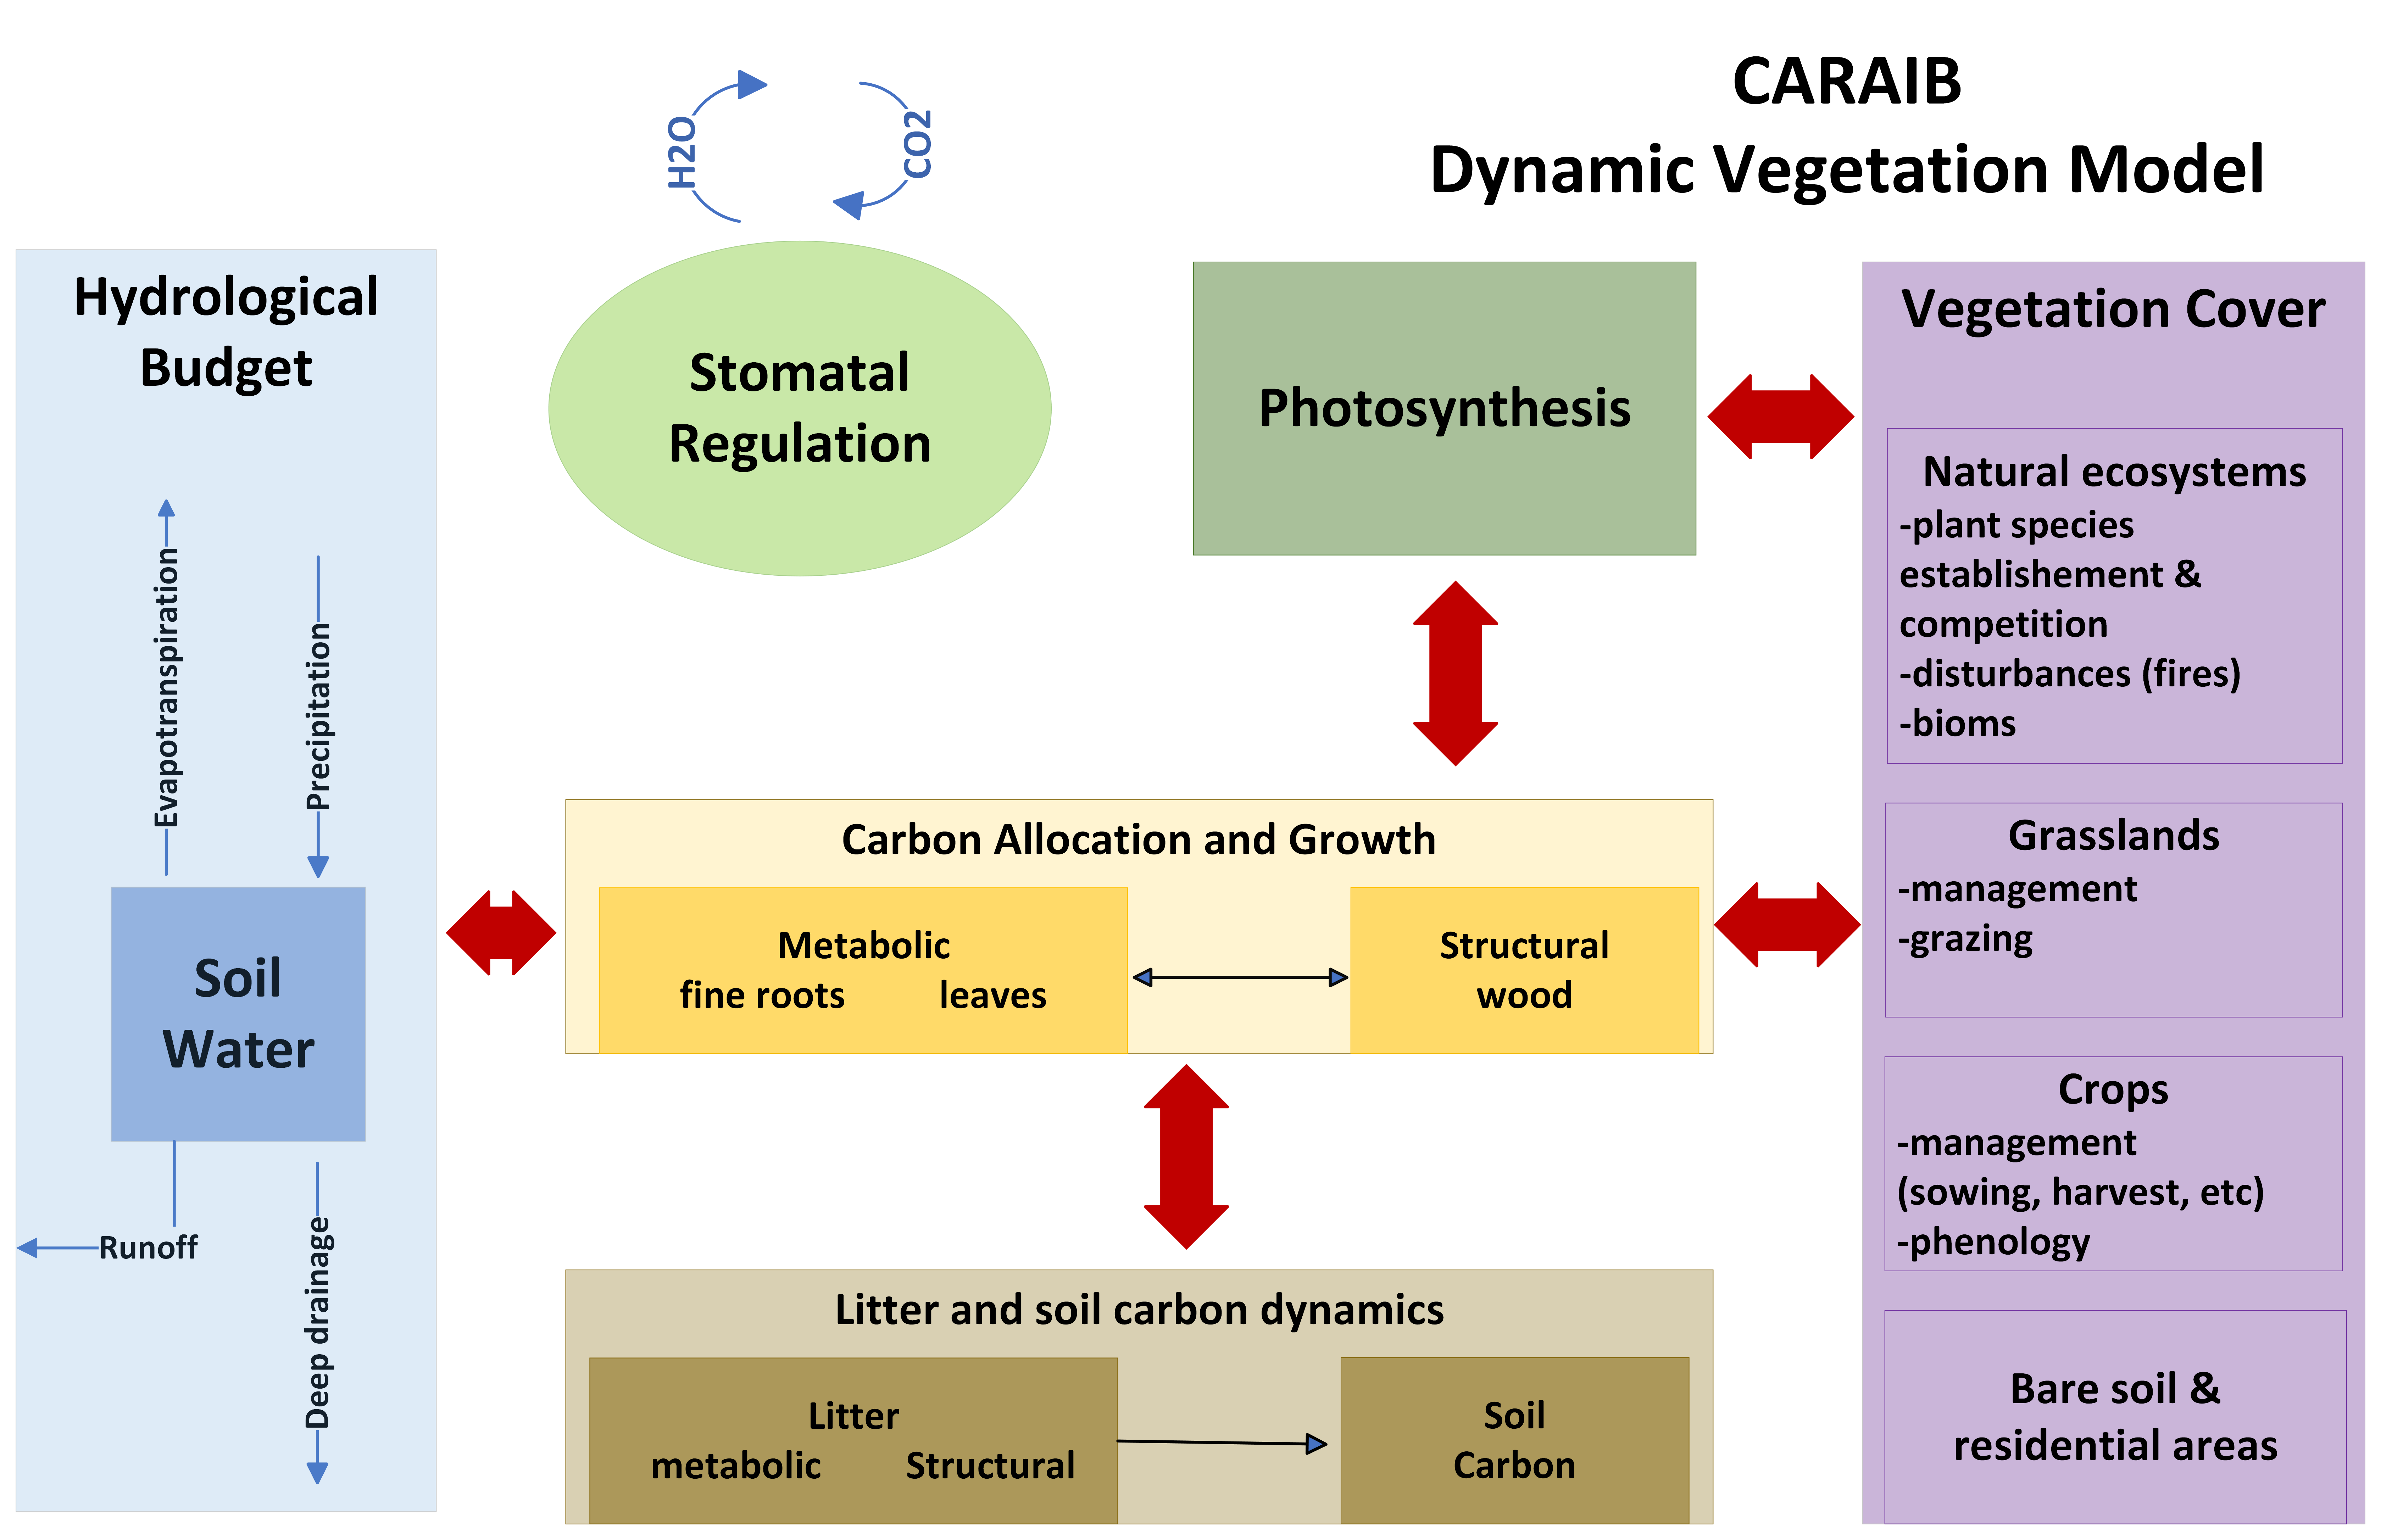 CARAIB
Dynamic Vegetation Model
H2O
CO2
Hydrological
Budget
Evapotranspiration
Precipitation
Soil
Water
Runoff
Deep drainage
Stomatal
Regulation
Photosynthesis
Carbon Allocation and Growth
Metabolic
fine roots leaves
Structural
wood
Litter and soil carbon dynamics
Litter
metabolic Structural
Soil
Carbon
Vegetation Cover
Natural ecosystems
-plant species
establishement &
competition
-disturbances (fires)
-bioms
Grasslands
-management
-grazing
Crops
-management
(sowing, harvest, etc)
-phenology
Bare soil &
residential areas